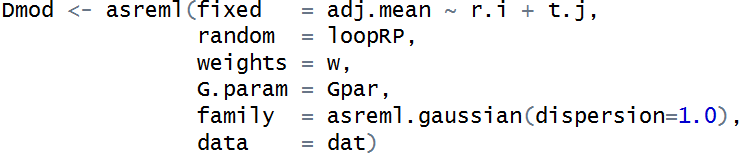 Dmod <- asreml(fixed   = adj.mean ~ r.i + t.j,
               random  = loopRP,
               weights = w,
               G.param = Gpar,
               family  = asreml.gaussian(dispersion=1.0),
               data    = dat)